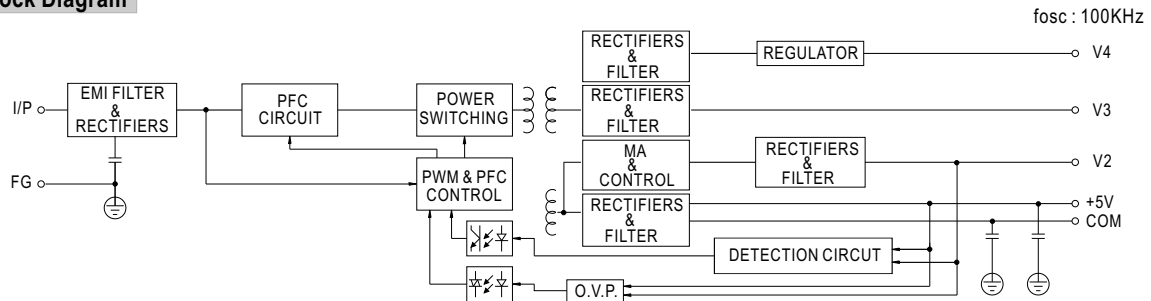 ock Diagram
fosc : 100KHz
RECTIFIERS
&
FILTER
REGULATOR
V4
I/P
EMI FILTER
&
RECTIFIERS
PFC
CIRCUIT
POWER
SWITCHING
RECTIFIERS
&
FILTER
V3
MA
&
CONTROL
RECTIFIERS
&
FILTER
V2
FG
PWM & PFC
CONTROL
RECTIFIERS
&
FILTER
+5V
COM
DETECTION CIRCUT
O.V.P.